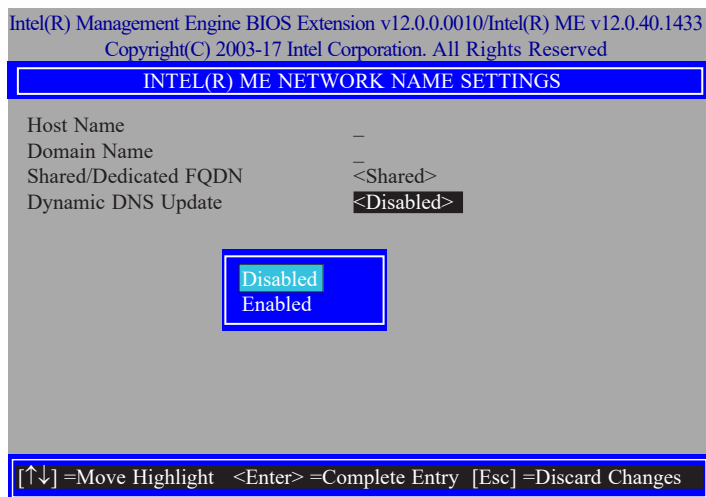 Intel(R) Management Engine BIOS Extension v12.0.0.0010/Intel(R) ME v12.0.40.1433
Copyright(C) 2003-17 Intel Corporation. All Rights Reserved
INTEL(R) ME NETWORK NAME SETTINGS
Host Name _
Domain Name _
Shared/Dedicated FQDN <Shared>
Dynamic DNS Update <Disabled>
Disabled
Enabled
[↑↓] =Move Highlight <Enter> =Complete Entry [Esc] =Discard Changes